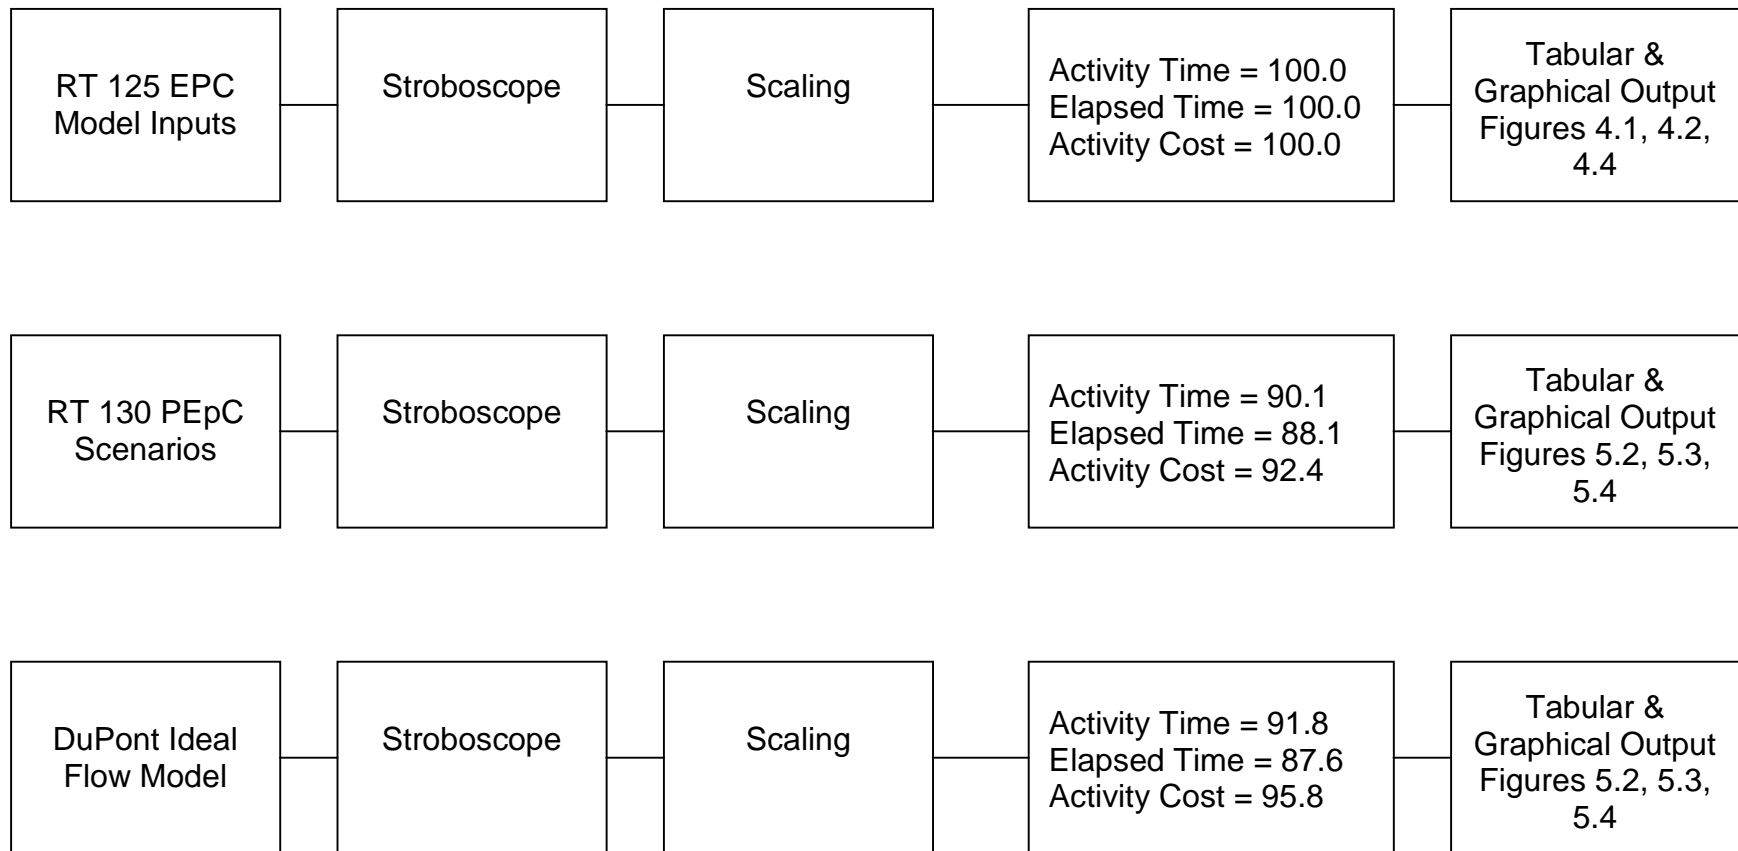 RT 125 EPC
Model Inputs
Stroboscope
Scaling
Activity Time = 100.0
Elapsed Time = 100.0
Activity Cost = 100.0
Tabular &
Graphical Output
Figures 4.1, 4.2,
4.4
RT 130 PEpC
Scenarios
Stroboscope
Scaling
Activity Time = 90.1
Elapsed Time = 88.1
Activity Cost = 92.4
Tabular &
Graphical Output
Figures 5.2, 5.3,
5.4
DuPont Ideal
Flow Model
Stroboscope
Scaling
Activity Time = 91.8
Elapsed Time = 87.6
Activity Cost = 95.8
Tabular &
Graphical Output
Figures 5.2, 5.3,
5.4